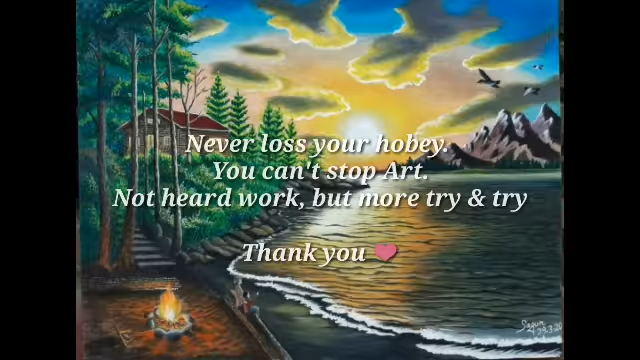 Never loss your hobey.
You can't stop Art.
Not heard work, but more try & try
Thank you ❤